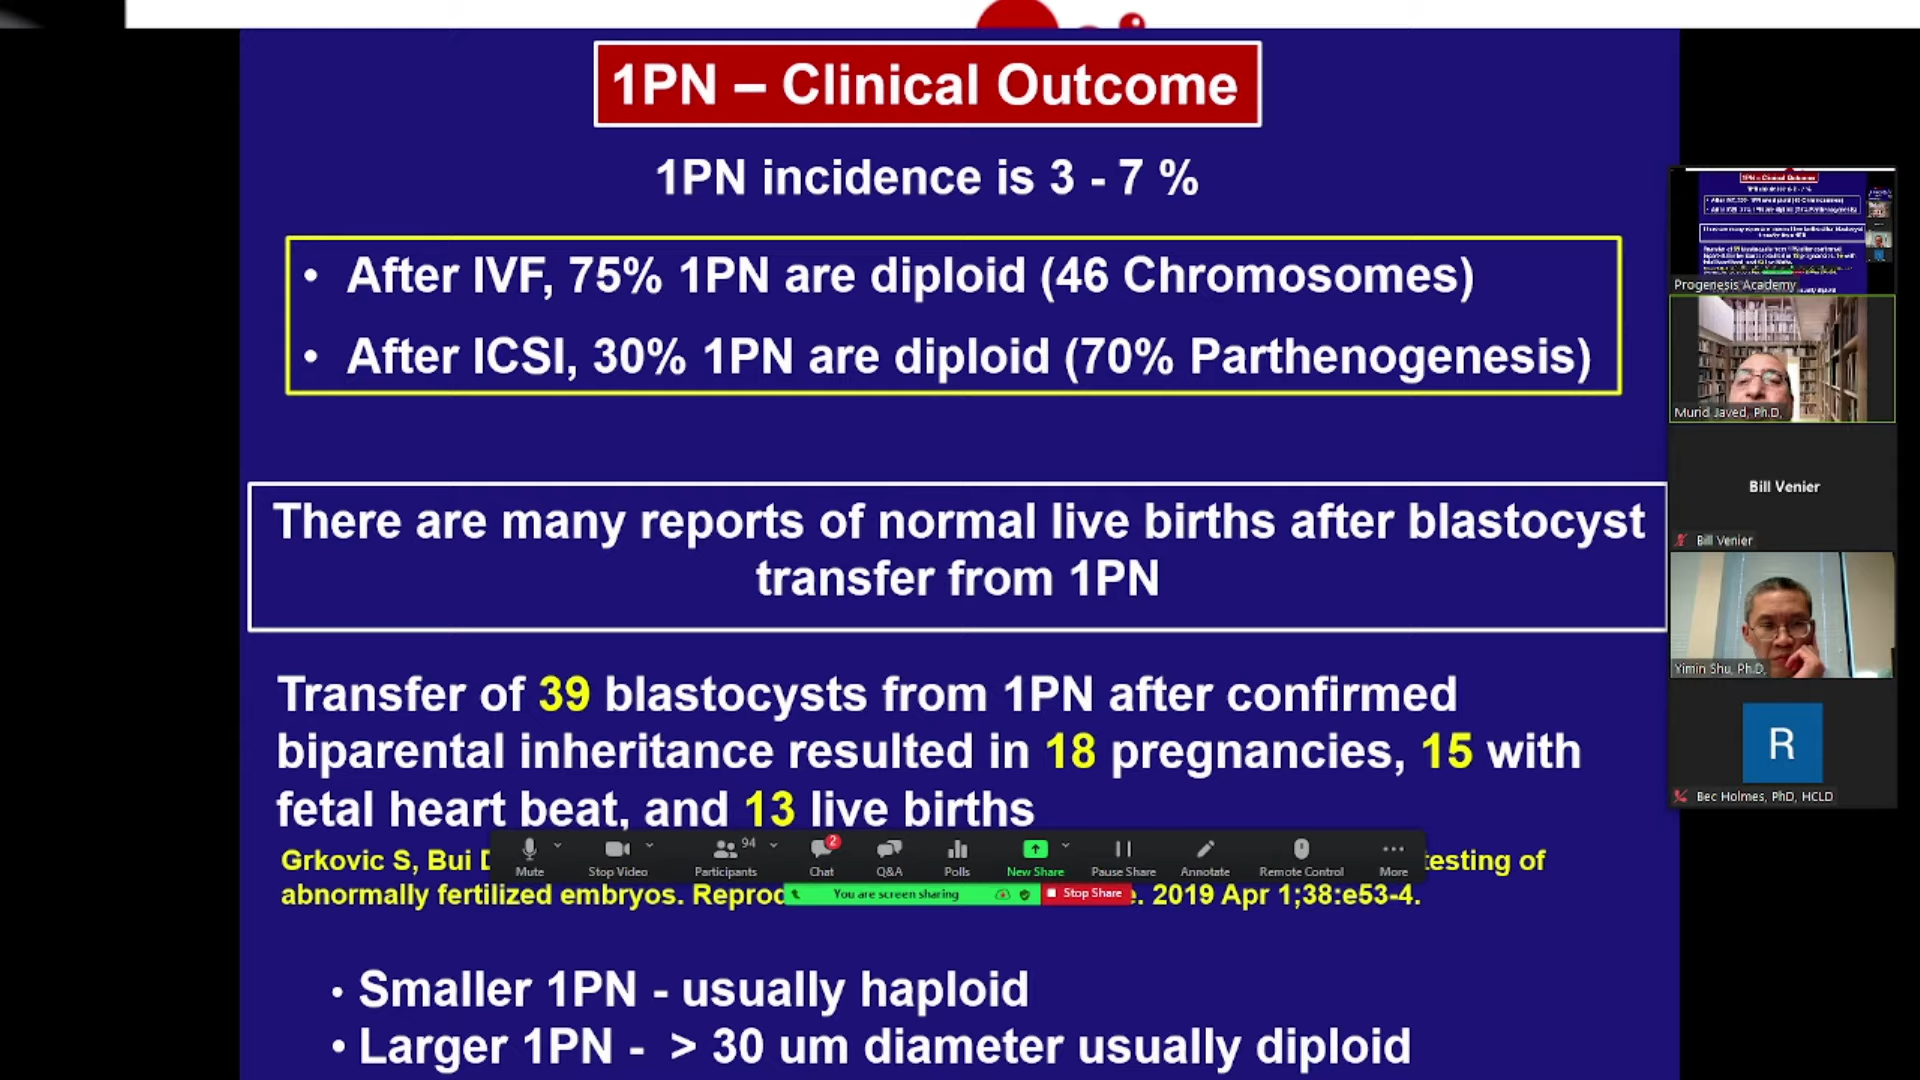 1PN – Clinical Outcome
1PN incidence is 3 - 7 %
• After IVF, 75% 1PN are diploid (46 Chromosomes)
• After ICSI, 30% 1PN are diploid (70% Parthenogenesis)
There are many reports of normal live births after blastocyst
transfer from 1PN
Transfer of 39 blastocysts from 1PN after confirmed
biparental inheritance resulted in 18 pregnancies, 15 with
fetal heart beat, and 13 live births
Grkovic S, Bui testing of
abnormally fertilized embryos. Reproc . 2019 Apr 1;38:e53-4.
• Smaller 1PN - usually haploid
• Larger 1PN - > 30 um diameter usually diploid
94
2
Mute
Stop Video
Participants
Chat
Q&A
Polls
New Share
Pause Share
Annotate
Remote Control
More
You are screen sharing
Stop Share
1PN – Clinical Outcome
Progenesis Academy
Murid Javed, Ph.D,
Bill Venier
Bill Venier
Yimin Shu, Ph.D,
R
Bec Holmes, PhD, HCLD